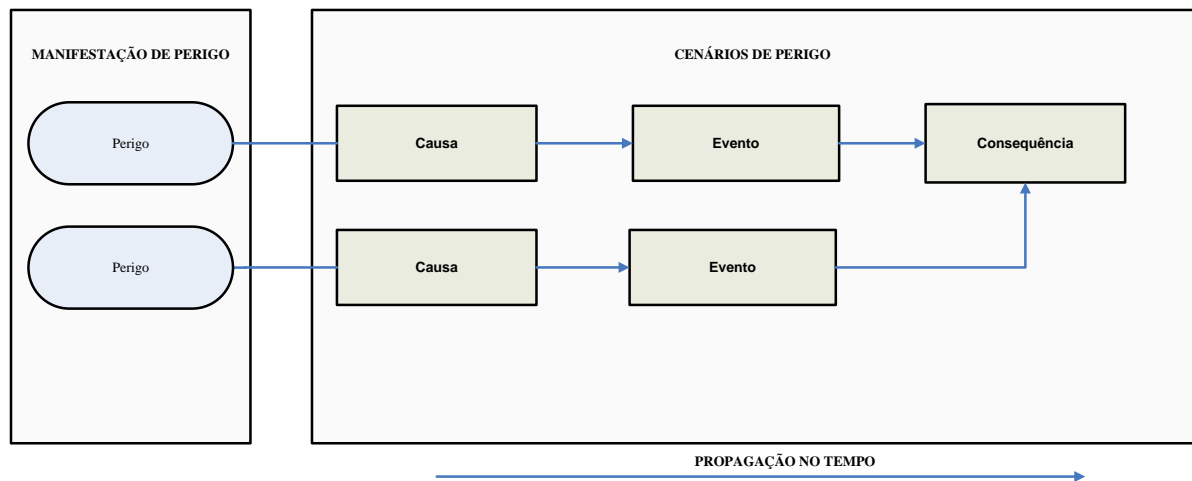 MANIFESTAÇÃO DE PERIGO
CENÁRIOS DE PERIGO
Perigo
Causa
Evento
Consequência
Perigo
Causa
Evento
PROPAGAÇÃO NO TEMPO